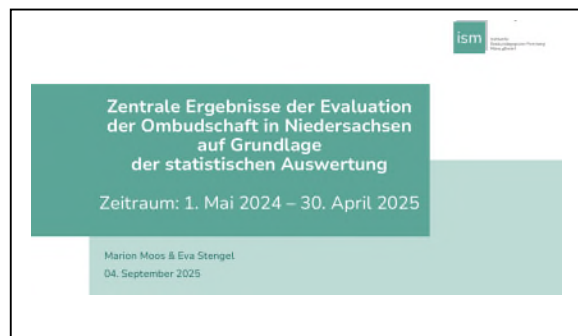 ism
Zentrale Ergebnisse der Evaluation
der Ombudschaft in Niedersachsen
auf Grundlage
der statistischen Auswertung
Zeitraum: 1. Mai 2024 – 30. April 2025
Marion Moos & Eva Stengel
04. September 2025